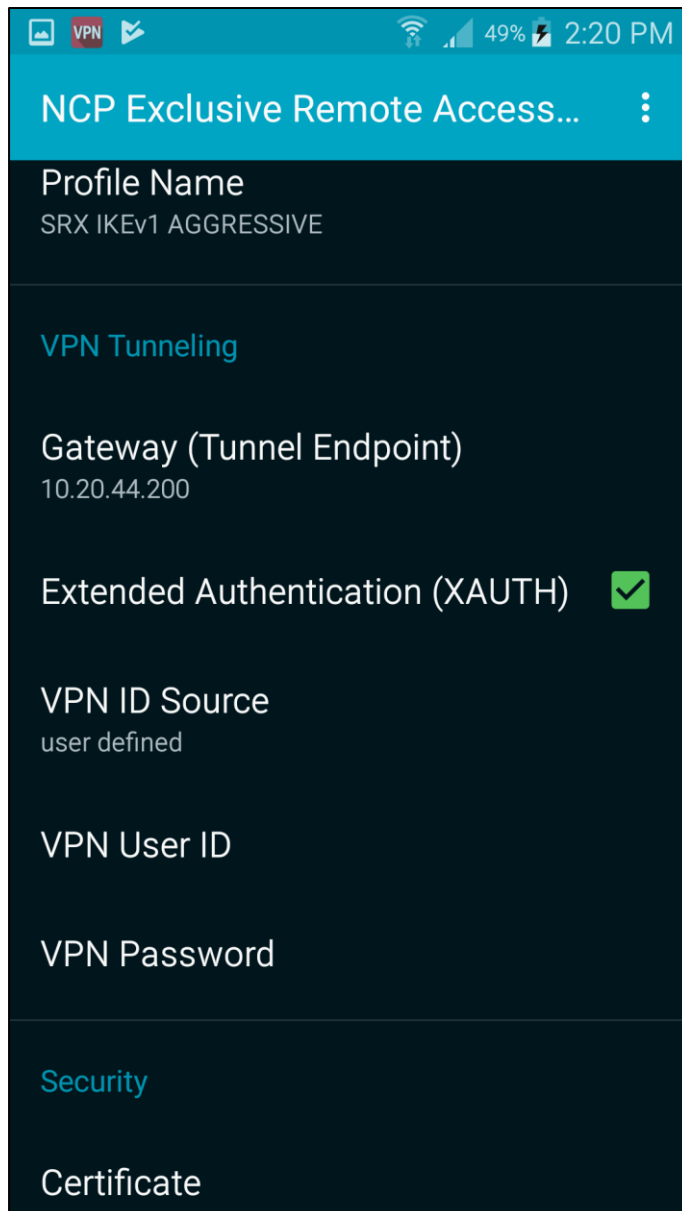 VPN 49% 2:20 PM
NCP Exclusive Remote Access...
Profile Name
SRX IKEv1 AGGRESSIVE
VPN Tunneling
Gateway (Tunnel Endpoint)
10.20.44.200
Extended Authentication (XAUTH)
VPN ID Source
user defined
VPN User ID
VPN Password
Security
Certificate